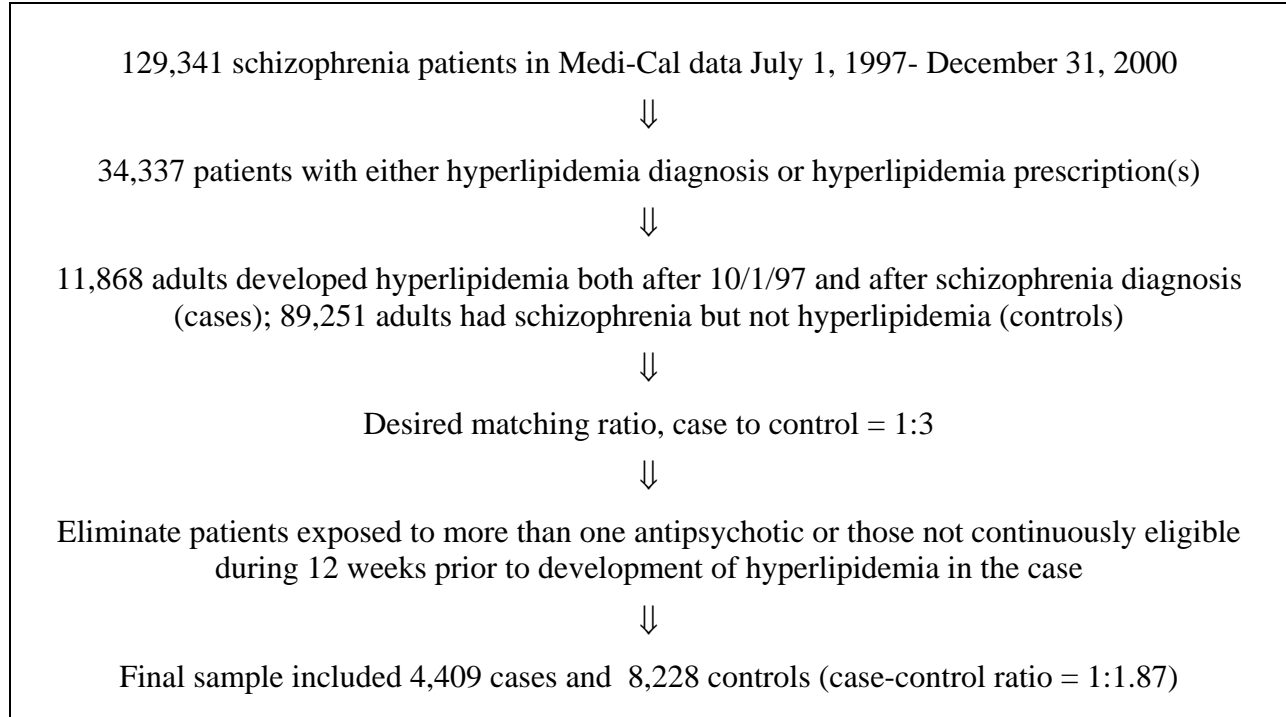 129,341 schizophrenia patients in Medi-Cal data July 1, 1997- December 31, 2000
⇓
34,337 patients with either hyperlipidemia diagnosis or hyperlipidemia prescription(s)
⇓
11,868 adults developed hyperlipidemia both after 10/1/97 and after schizophrenia diagnosis
(cases); 89,251 adults had schizophrenia but not hyperlipidemia (controls)
⇓
Desired matching ratio, case to control = 1:3
⇓
Eliminate patients exposed to more than one antipsychotic or those not continuously eligible
during 12 weeks prior to development of hyperlipidemia in the case
⇓
Final sample included 4,409 cases and  8,228 controls (case-control ratio = 1:1.87)